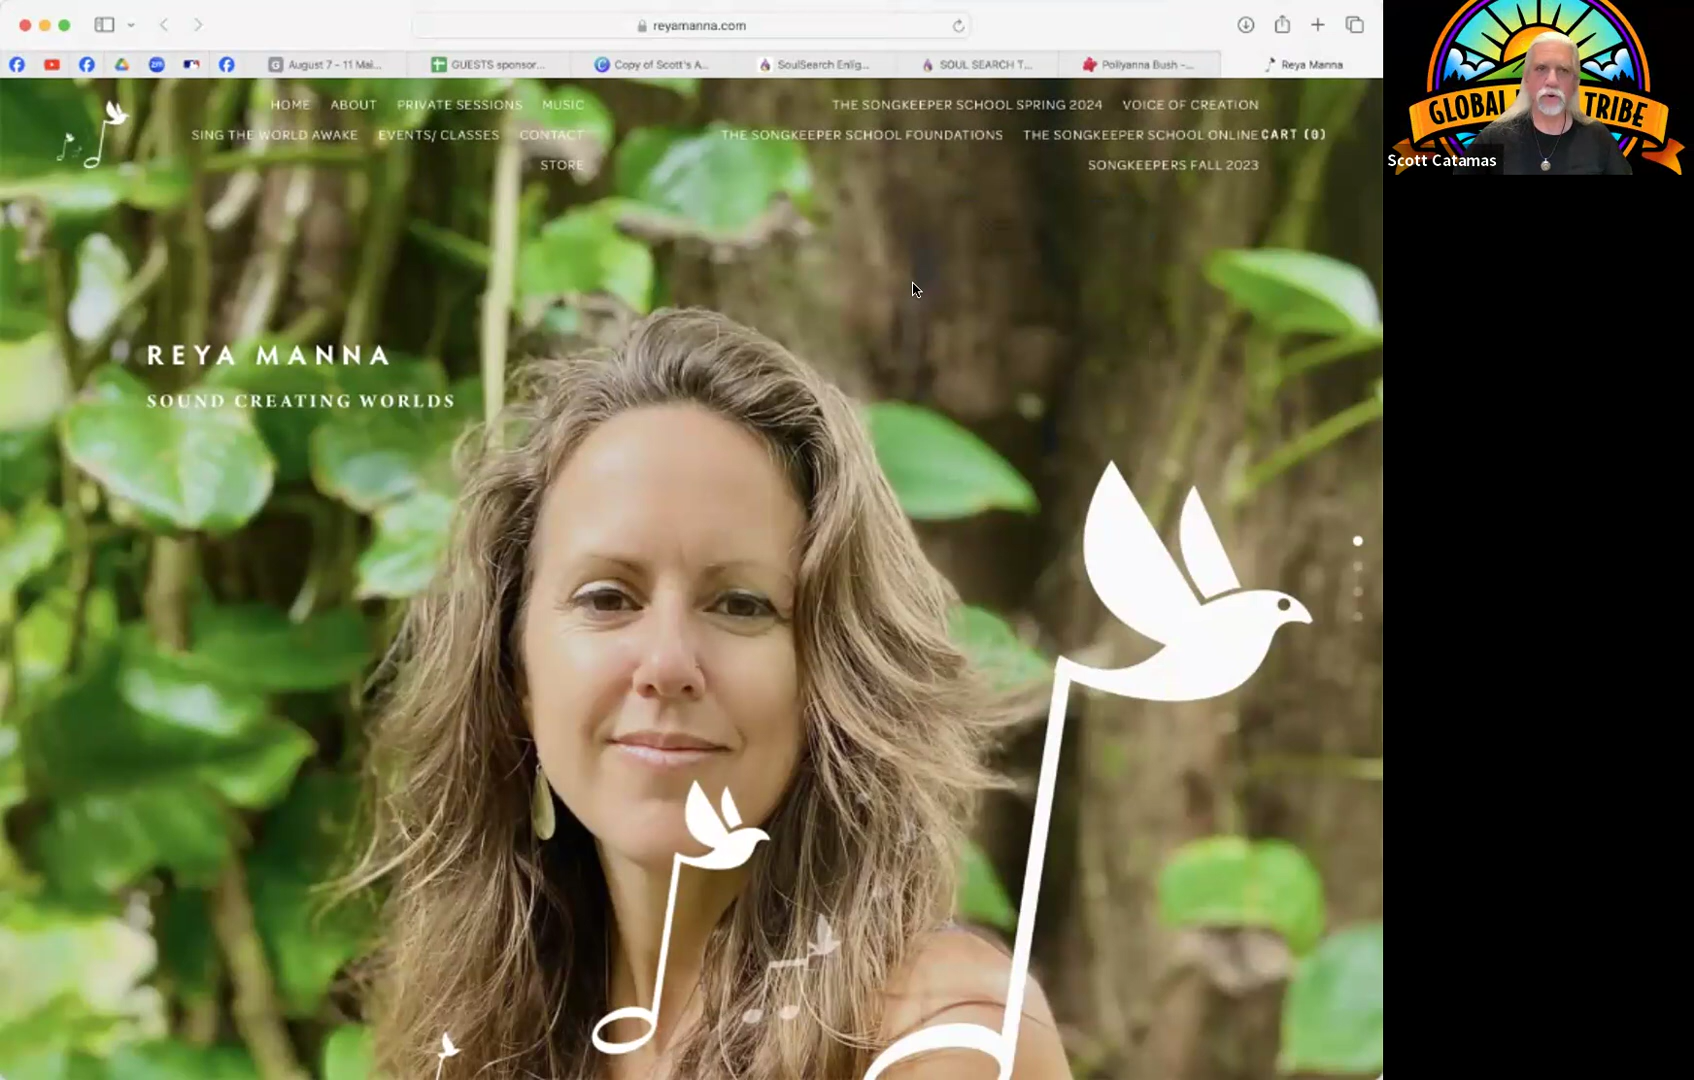 reyamanna.com
August 7 - 11 Mai...
GUESTS sponsor...
Copy of Scott's A...
SoulSearch Enlig...
SOUL SEARCH T...
Pollyanna Bush -...
Reya Manna
HOME ABOUT PRIVATE SESSIONS MUSIC
SING THE WORLD AWAKE EVENTS/ CLASSES CONTACT
STORE
THE SONGKEEPER SCHOOL SPRING 2024 VOICE OF CREATION
THE SONGKEEPER SCHOOL FOUNDATIONS THE SONGKEEPER SCHOOL ONLINE
SONGKEEPERS FALL 2023
CART (0)
REYA MANNA
SOUND CREATING WORLDS
GLOBAL TRIBE
Scott Catamas